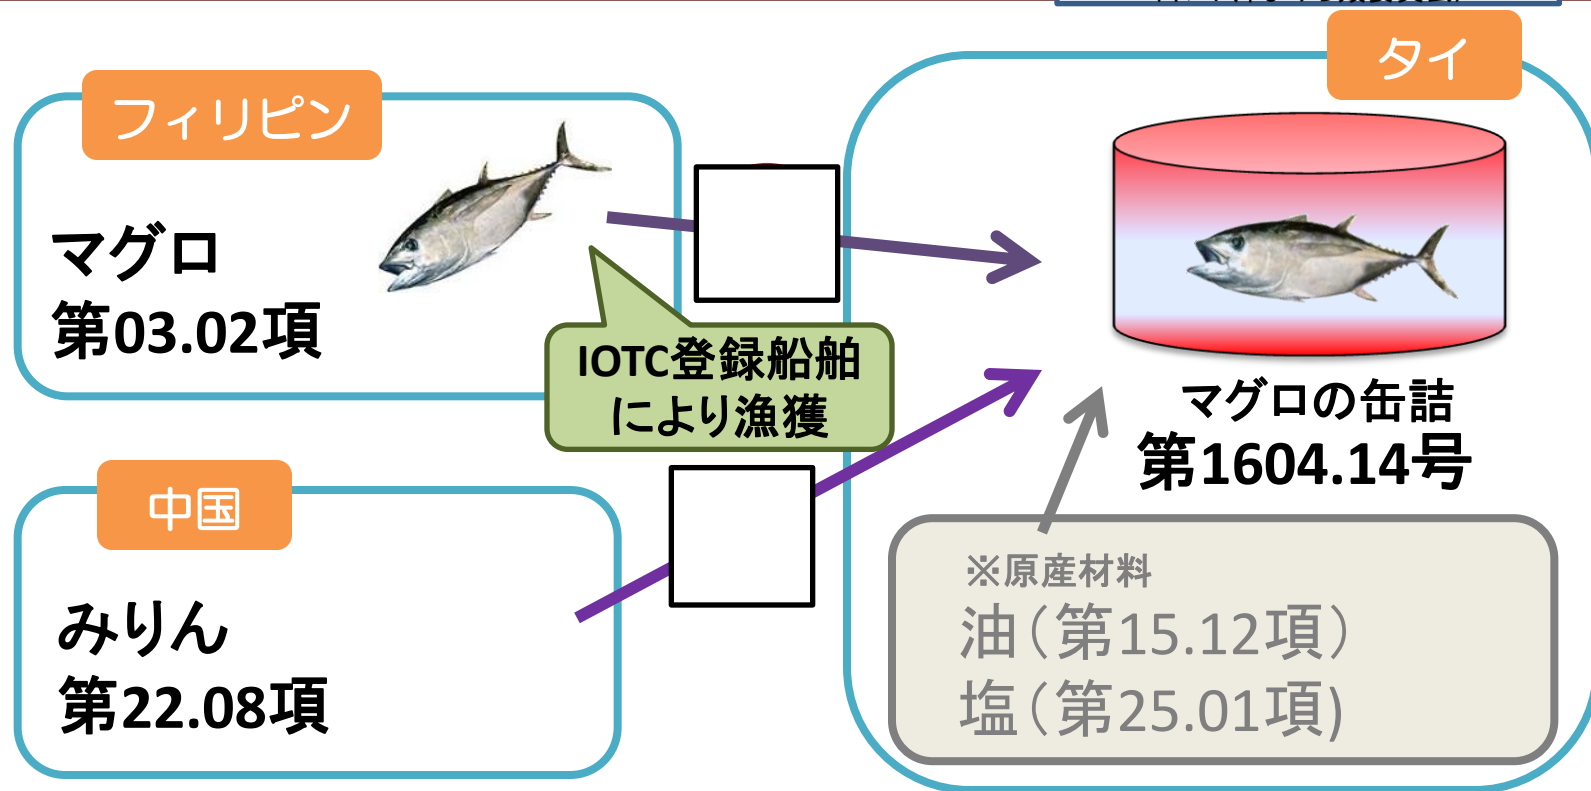 フィリピン
マグロ
第03.02項
IOTC登録船舶
により漁獲
中国
みりん
第22.08項
タイ
マグロの缶詰
第1604.14号
※原産材料
油（第15.12項）
塩（第25.01項)